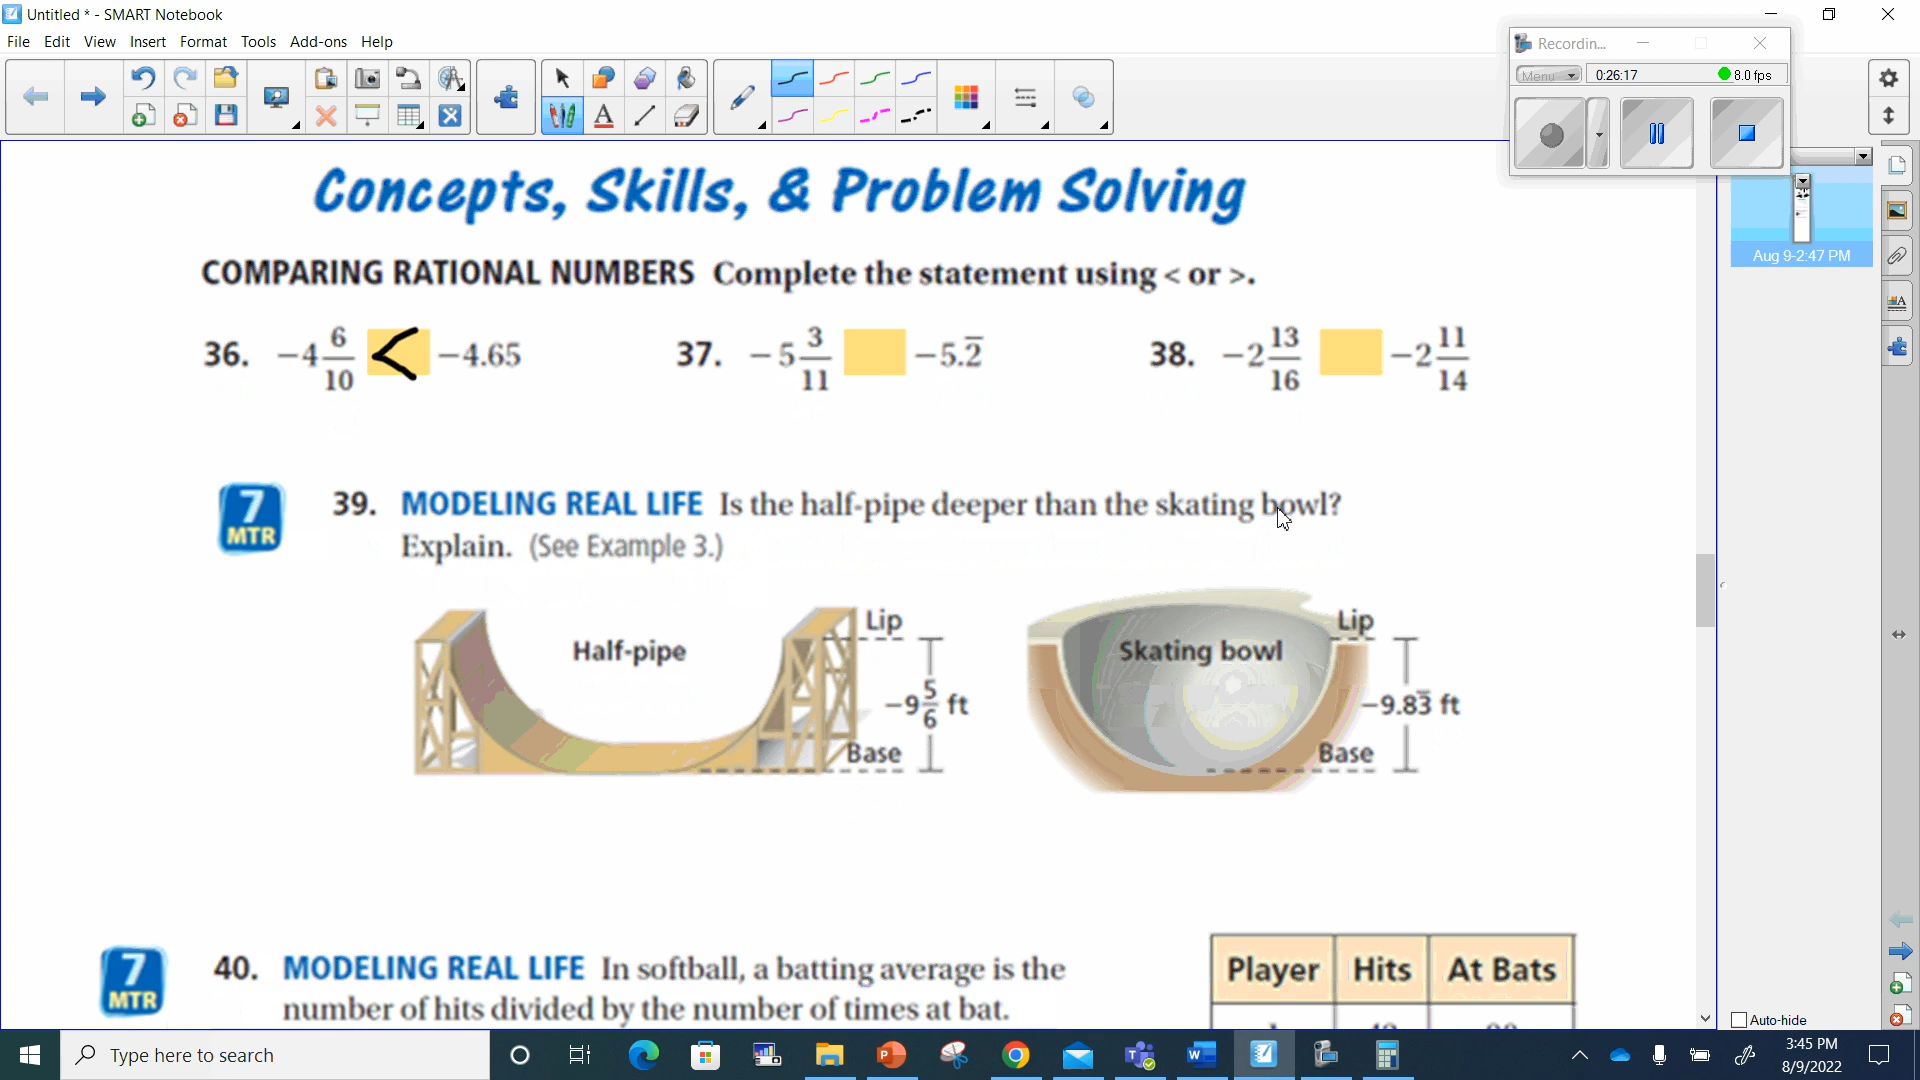 Untitled * - SMART Notebook
File Edit View Insert Format Tools Add-ons Help
Recordin...
Menu 0:26:17 8.0 fps
Concepts, Skills, & Problem Solving
COMPARING RATIONAL NUMBERS Complete the statement using < or >.
36. −4 6/10 < −4.65 37. −5 3/11 −5.2̅ 38. −2 13/16 −2 11/14
7 MTR
39. MODELING REAL LIFE Is the half-pipe deeper than the skating bowl?
Explain. (See Example 3.)
Half-pipe
Lip
−9 5/6 ft
Base
Skating bowl
Lip
−9.83̅ ft
Base
7 MTR
40. MODELING REAL LIFE In softball, a batting average is the
number of hits divided by the number of times at bat.
Player Hits At Bats
Aug 9-2:47 PM
Auto-hide
Type here to search
3:45 PM
8/9/2022